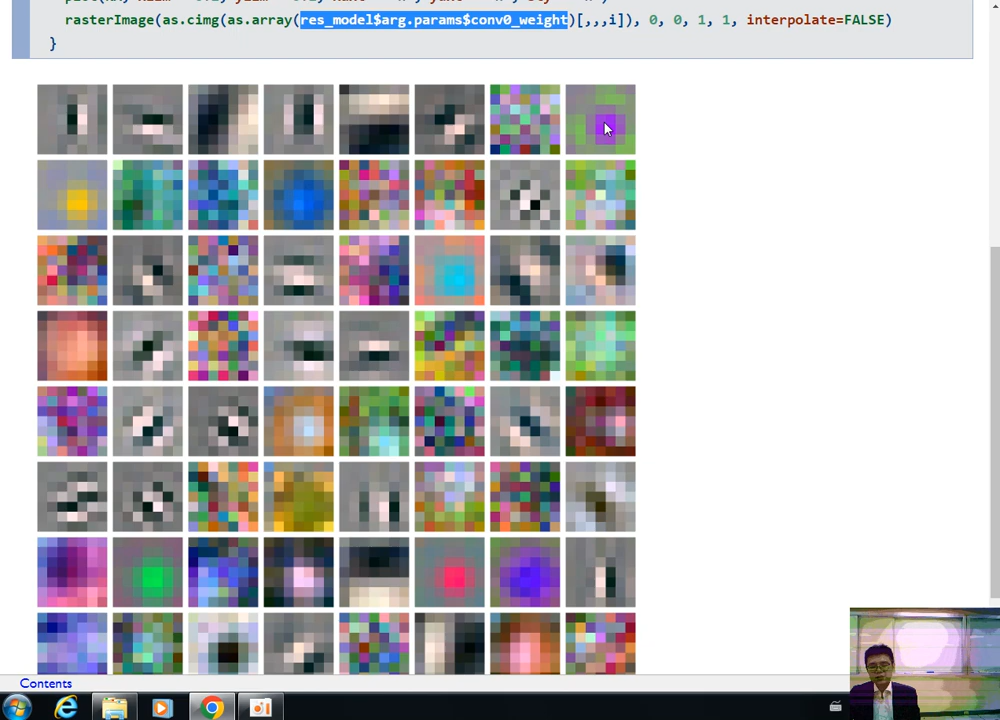 rasterImage(as.cimg(as.array(res_model$arg.params$conv0_weight)[,,,i]), 0, 0, 1, 1, interpolate=FALSE)
}
Contents